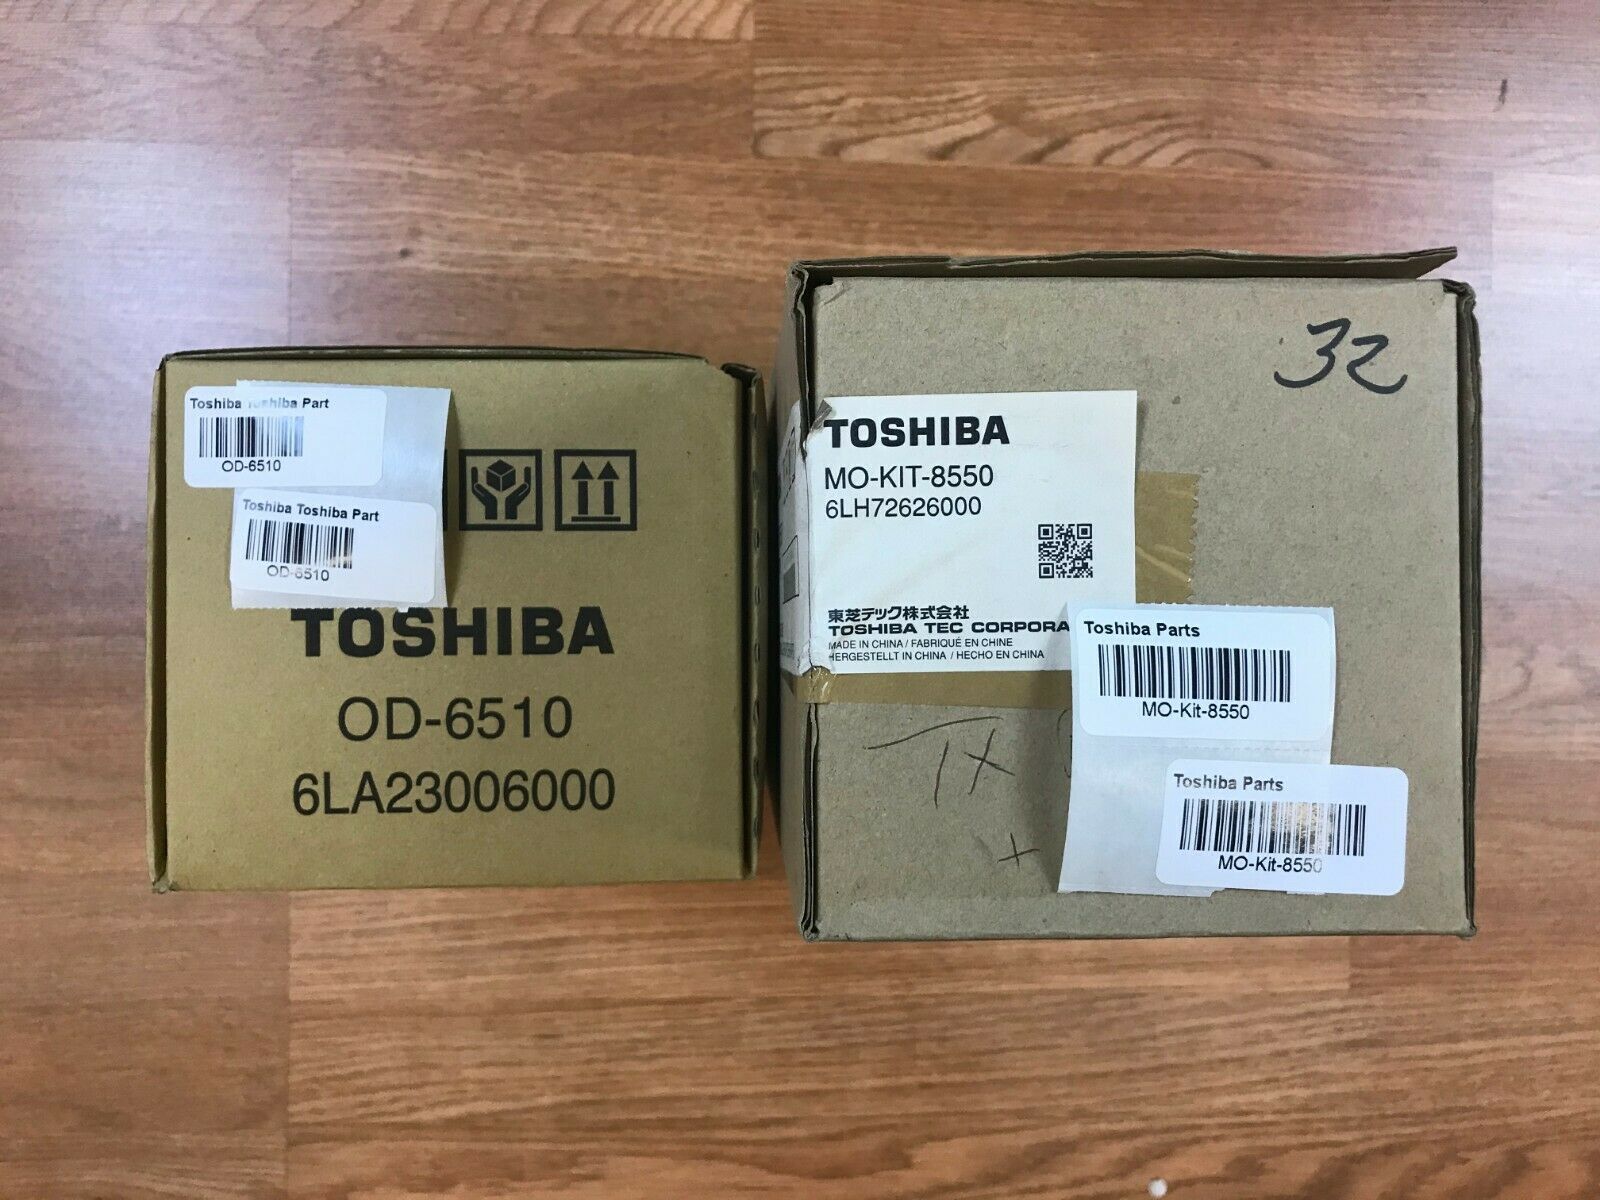 Toshiba Toshiba Part
OD-6510
Toshiba Toshiba Part
OD-6510
TOSHIBA
OD-6510
6LA23006000
32
TOSHIBA
MO-KIT-8550
6LH72626000
東芝テック株式会社
TOSHIBA TEC CORPORA
MADE IN CHINA / FABRIQUÉ EN CHINE
HERGESTELLT IN CHINA / HECHO EN CHINA
Toshiba Parts
MO-Kit-8550
TX
Toshiba Parts
MO-Kit-8550